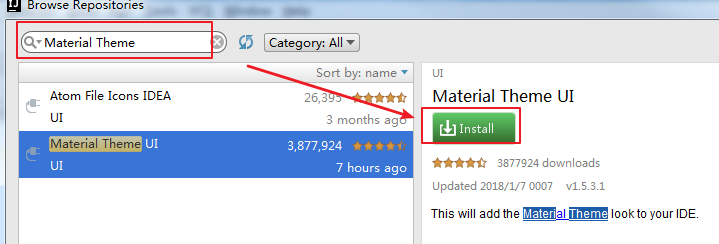 Browse Repositories
Material Theme
Category: All
Sort by: name
Atom File Icons IDEA
26,395
UI
3 months ago
Material Theme UI
3,877,924
UI
7 hours ago
UI
Material Theme UI
Install
3877924 downloads
Updated 2018/1/7 0007 v1.5.3.1
This will add the Material Theme look to your IDE.